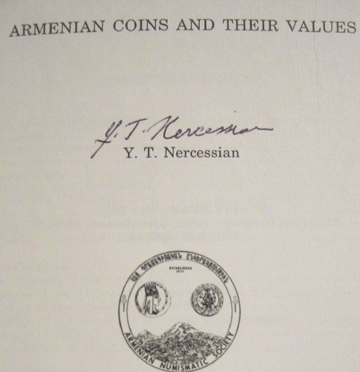 ARMENIAN COINS AND THEIR VALUES
Y. T. Nercessian
Y. T. Nercessian
ARMENIAN NUMISMATIC SOCIETY